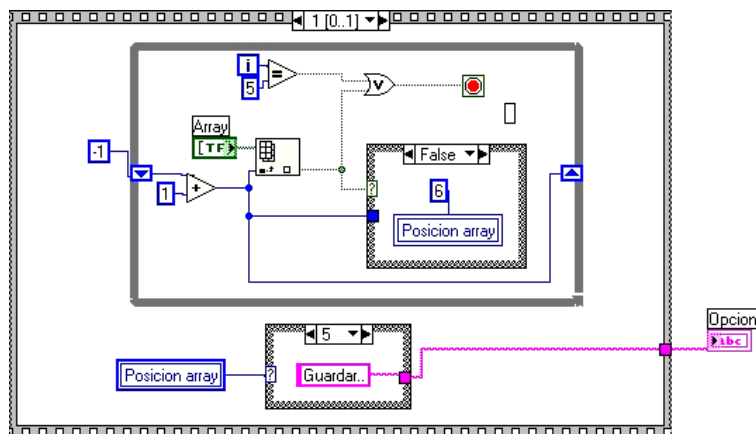 1 [0..1]
i
=
5
V
Array
[TF]
-1
1
+
False
?
6
Posicion array
5
Opcion
abc
Posicion array
?
Guardar..